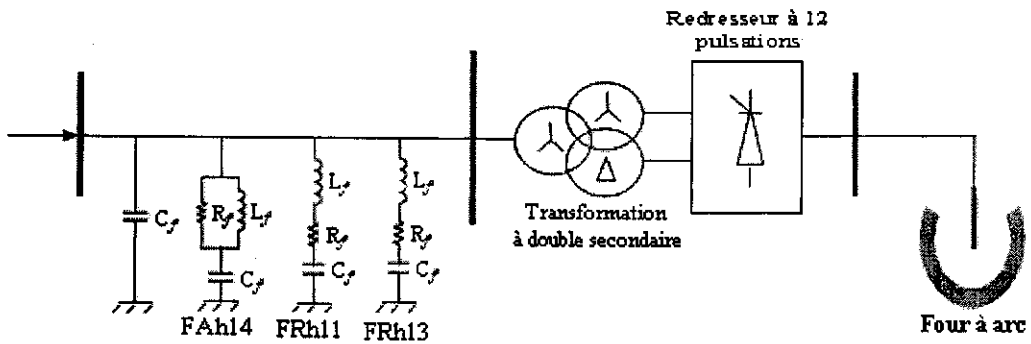 Redresseur à 12
pulsations
C_f
R_f
L_f
C_f
L_f
R_f
C_f
L_f
R_f
C_f
Transformation
à double secondaire
FAh14
FRh11
FRh13
Four à arc